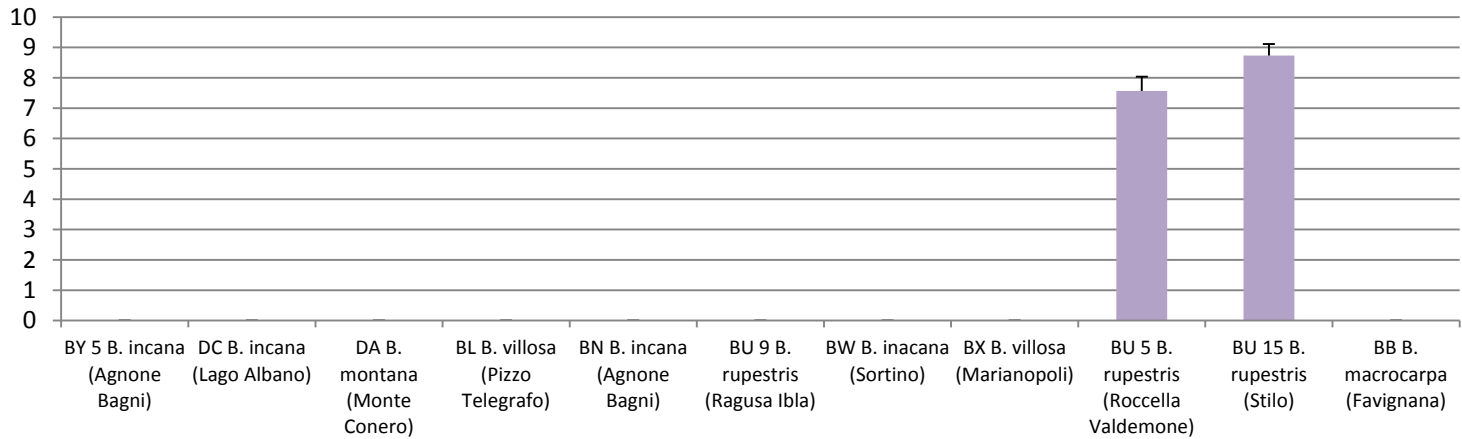 10
9
8
7
6
5
4
3
2
1
0
BY 5 B. incana
(Agnone
Bagni)
DC B. incana
(Lago Albano)
DA B.
montana
(Monte
Conero)
BL B. villosa
(Pizzo
Telegrafo)
BN B. incana
(Agnone
Bagni)
BU 9 B.
rupestris
(Ragusa Ibla)
BW B. inacana
(Sortino)
BX B. villosa
(Marianopoli)
BU 5 B.
rupestris
(Roccella
Valdemone)
BU 15 B.
rupestris
(Stilo)
BB B.
macrocarpa
(Favignana)